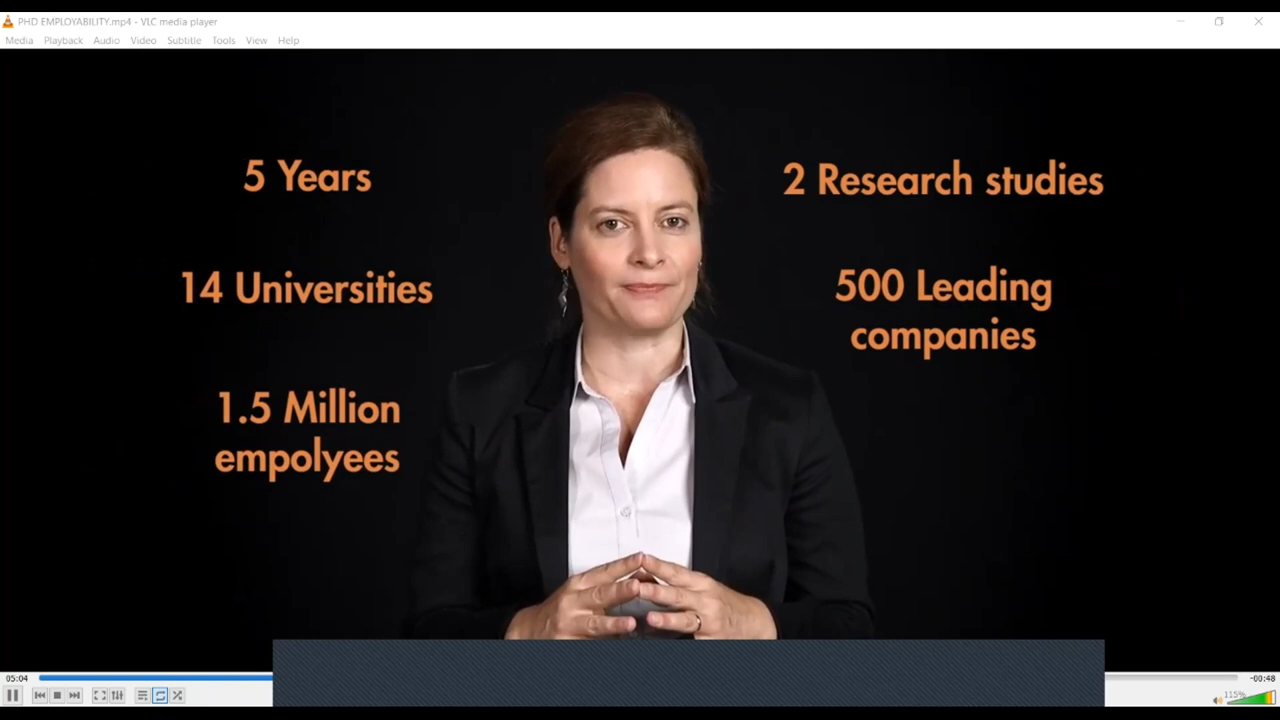 PHD EMPLOYABILITY.mp4 - VLC media player
Media Playback Audio Video Subtitle Tools View Help
5 Years
14 Universities
1.5 Million
empolyees
2 Research studies
500 Leading
companies
05:04
-00:48
115%